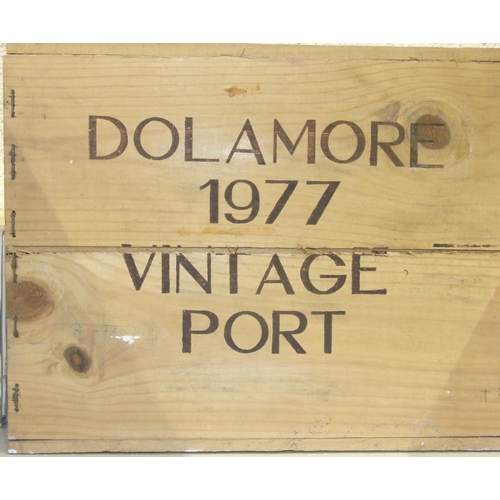 DOLAMORE
1977
VINTAGE
PORT